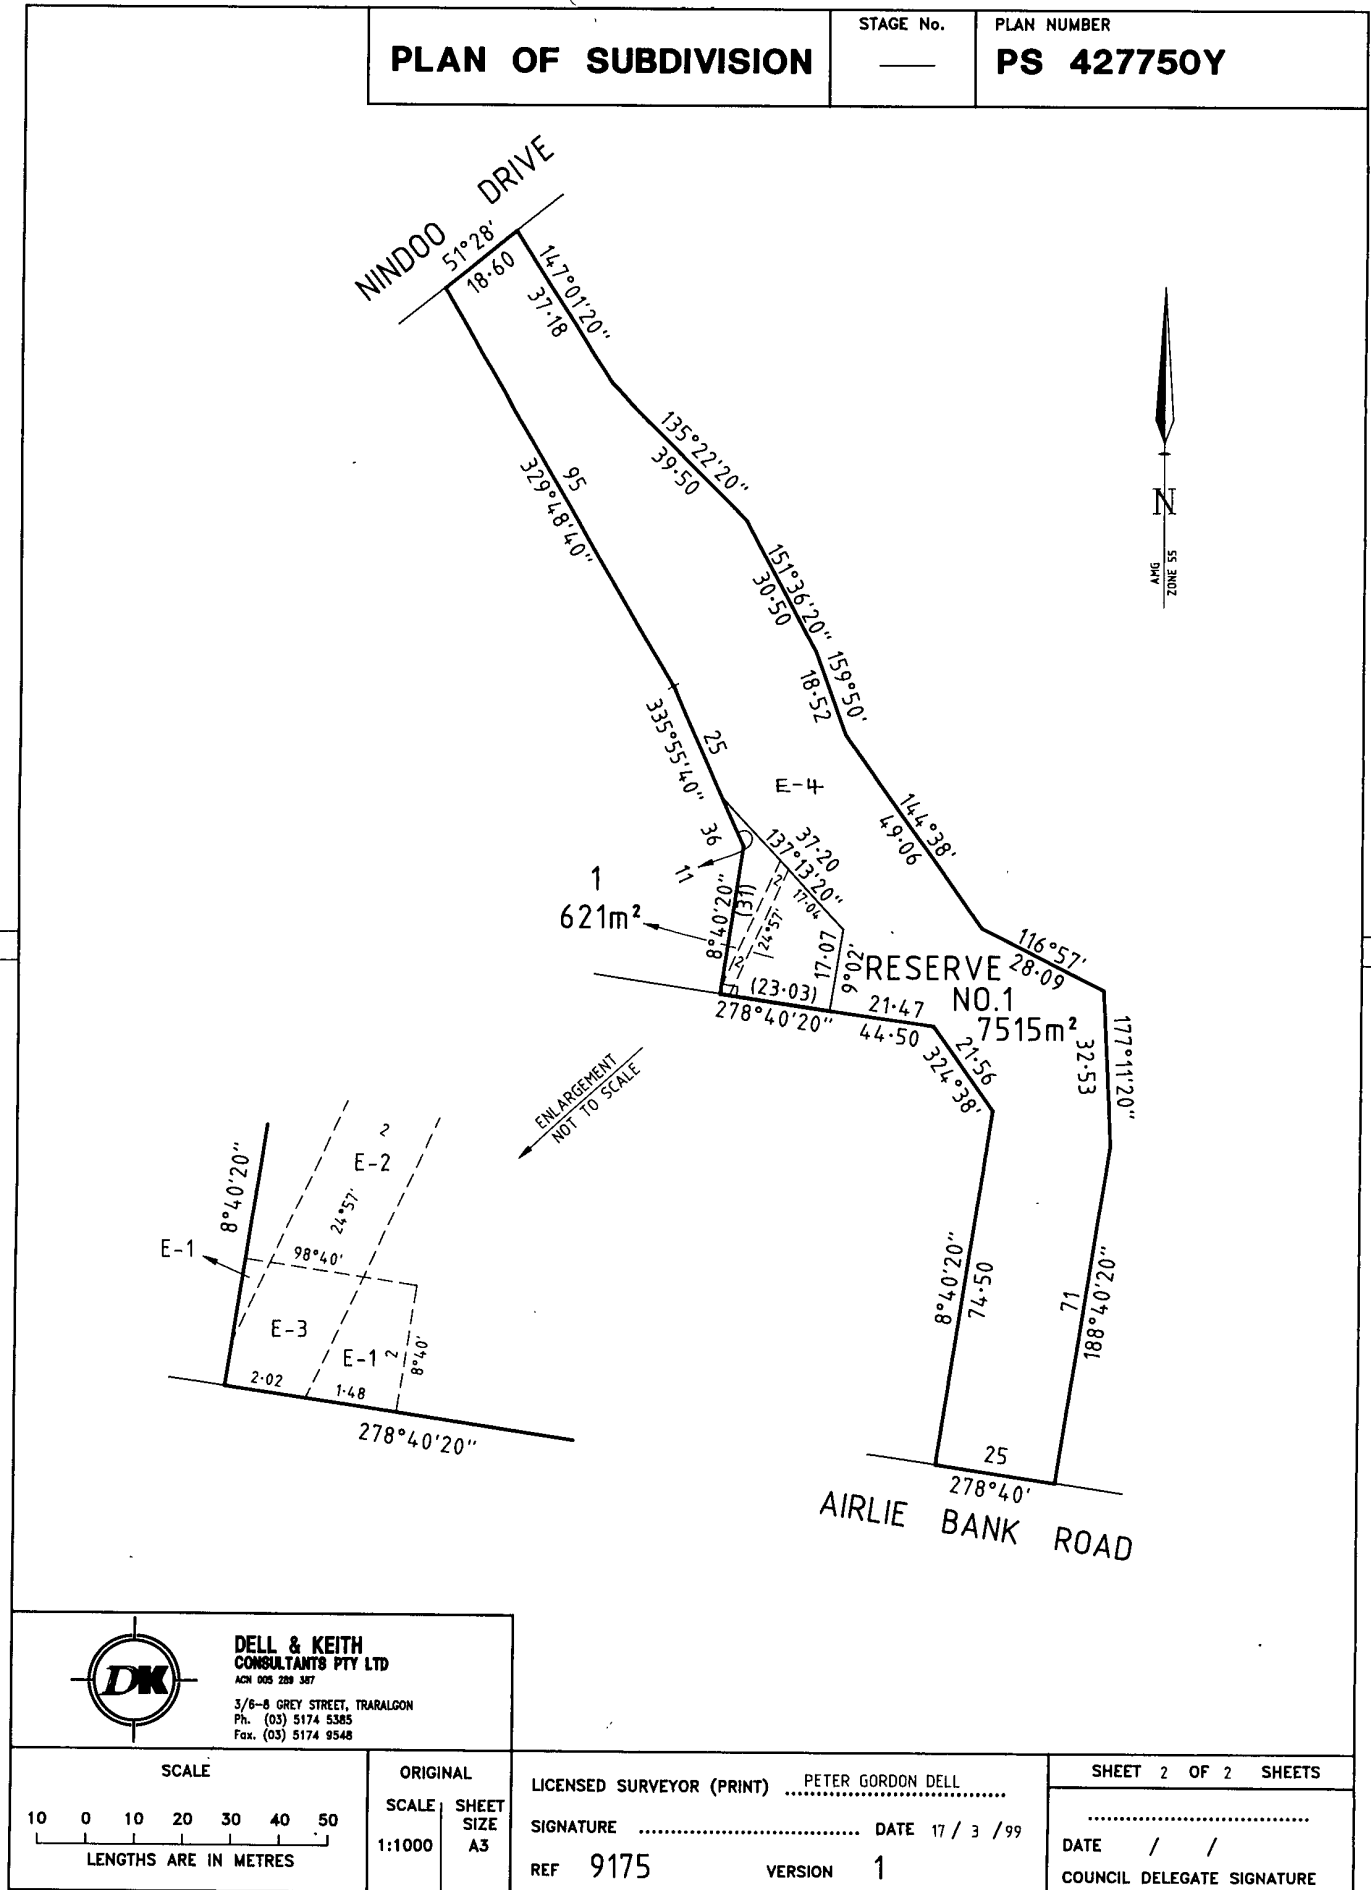 PLAN OF SUBDIVISION
STAGE No.
PLAN NUMBER
PS 427750Y
NINDOO DRIVE
51°28'
18·60
147°01'20"
37·18
135°22'20"
39·50
95
329°48'40"
151°36'20"
30·50
159°50'
18·52
AMG
ZONE 55
N
25
335°55'40"
E-4
144°38'
49·06
36
11
37·20
137°13'20"
17·04
1
621m²
8°40'20"
(31)
2
24°57'
2
17·07
9°02'
116°57'
28·09
RESERVE
NO.1
7515m²
(23·03)
278°40'20"
21·47
44·50
21·56
324°38'
177°11'20"
32·53
ENLARGEMENT
NOT TO SCALE
8°40'20"
2
E-2
24°57'
E-1
98°40'
E-3
E-1
2
8°40'
2·02
1·48
278°40'20"
8°40'20"
74·50
71
188°40'20"
25
278°40'
AIRLIE BANK ROAD
DK
DELL & KEITH
CONSULTANTS PTY LTD
ACN 005 289 387
3/6-8 GREY STREET, TRARALGON
Ph. (03) 5174 5385
Fax. (03) 5174 9548
SCALE
10 0 10 20 30 40 50
LENGTHS ARE IN METRES
ORIGINAL
SCALE
1:1000
SHEET
SIZE
A3
LICENSED SURVEYOR (PRINT) PETER GORDON DELL
SIGNATURE DATE 17 / 3 / 99
REF 9175 VERSION 1
SHEET 2 OF 2 SHEETS
DATE / /
COUNCIL DELEGATE SIGNATURE